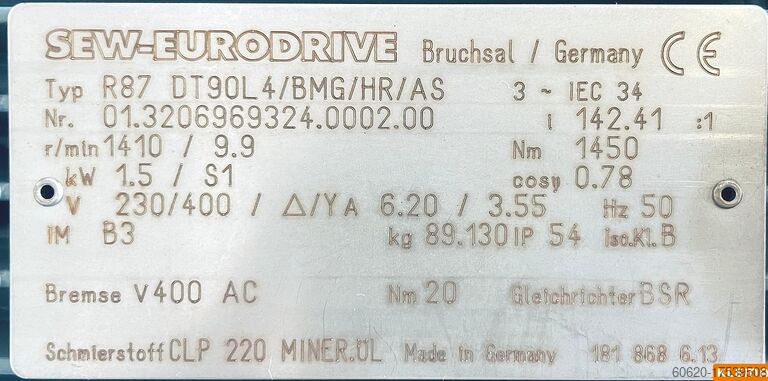 SEW-EURODRIVE Bruchsal / Germany CE
Typ R87 DT90L4/BMG/HR/AS 3 ~ IEC 34
Nr. 01.3206969324.0002.00 i 142.41 :1
r/min 1410 / 9.9 Nm 1450
kW 1.5 / S1 cosφ 0.78
V 230/400 / △/Y A 6.20 / 3.55 Hz 50
IM B3 kg 89.130 IP 54 Iso.Kl. B
Bremse V400 AC Nm 20 Gleichrichter BSR
Schmierstoff CLP 220 MINER.ÖL Made in Germany 181 868 6.13